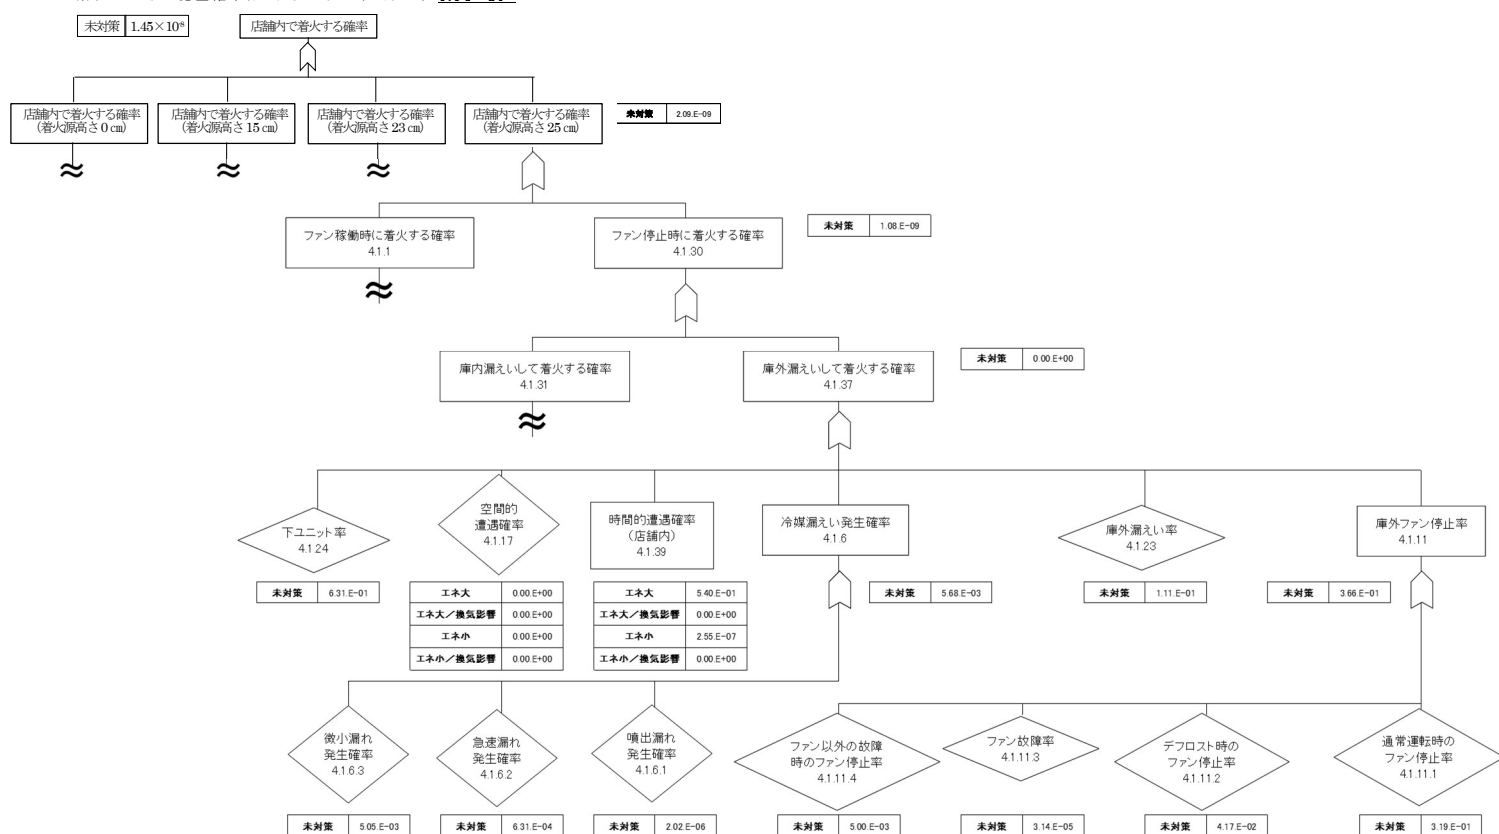 未対策 1.45×10⁸
店舗内で着火する確率
店舗内で着火する確率
(着火源高さ 0 cm)
店舗内で着火する確率
(着火源高さ 15 cm)
店舗内で着火する確率
(着火源高さ 23 cm)
店舗内で着火する確率
(着火源高さ 25 cm)
未対策 2.09.E-09
≈
≈
≈
ファン稼働時に着火する確率
4.1.1
ファン停止時に着火する確率
4.1.30
未対策 1.08.E-09
≈
庫内漏えいして着火する確率
4.1.31
庫外漏えいして着火する確率
4.1.37
未対策 0.00.E+00
≈
下ユニット率
4.1.24
空間的
遭遇確率
4.1.17
時間的遭遇確率
（店舗内）
4.1.39
冷媒漏えい発生確率
4.1.6
庫外漏えい率
4.1.23
庫外ファン停止率
4.1.11
未対策 6.31.E-01
エネ大 0.00.E+00
エネ大／換気影響 0.00.E+00
エネ小 0.00.E+00
エネ小／換気影響 0.00.E+00
エネ大 5.40.E-01
エネ大／換気影響 0.00.E+00
エネ小 2.55.E-07
エネ小／換気影響 0.00.E+00
未対策 5.68.E-03
未対策 1.11.E-01
未対策 3.66.E-01
微小漏れ
発生確率
4.1.6.3
急速漏れ
発生確率
4.1.6.2
噴出漏れ
発生確率
4.1.6.1
ファン以外の故障
時のファン停止率
4.1.11.4
ファン故障率
4.1.11.3
デフロスト時の
ファン停止率
4.1.11.2
通常運転時の
ファン停止率
4.1.11.1
未対策 5.05.E-03
未対策 6.31.E-04
未対策 2.02.E-06
未対策 5.00.E-03
未対策 3.14.E-05
未対策 4.17.E-02
未対策 3.19.E-01